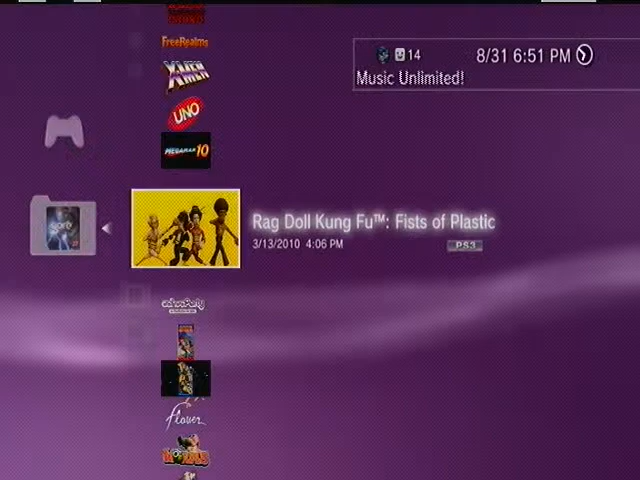 FreeRealms
X-MEN
UNO
MEGAMAN 10
14
8/31 6:51 PM
Music Unlimited!
Rag Doll Kung Fu™: Fists of Plastic
3/13/2010 4:06 PM
PS3
flower